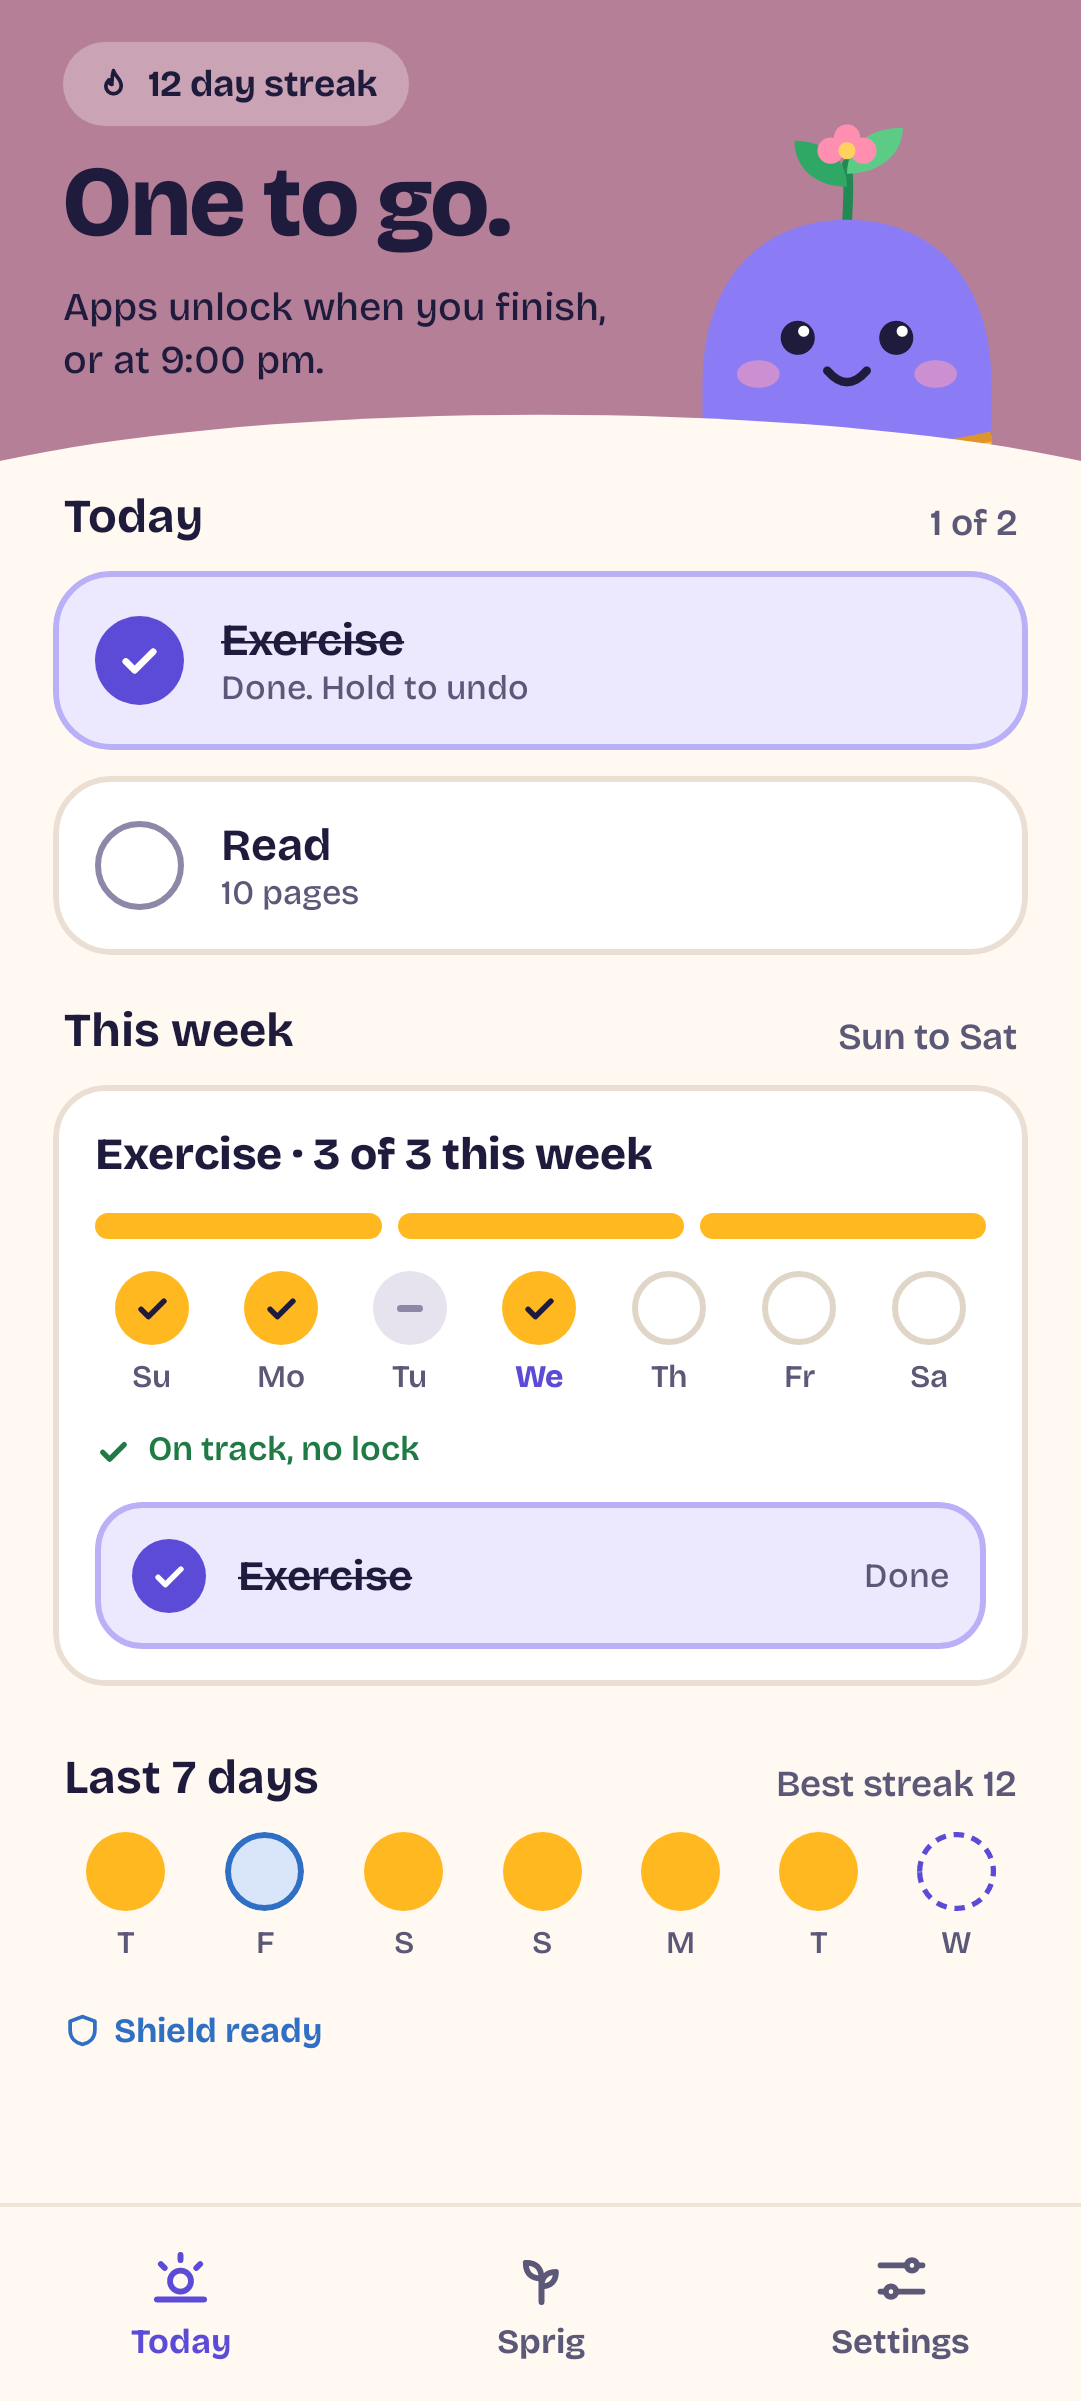 12 day streak
One to go.
Apps unlock when you finish,
or at 9:00 pm.
Today
1 of 2
Exercise
Done. Hold to undo
Read
10 pages
This week
Sun to Sat
Exercise · 3 of 3 this week
Su Mo Tu We Th Fr Sa
On track, no lock
Exercise
Done
Last 7 days
Best streak 12
T F S S M T W
Shield ready
Today Sprig Settings